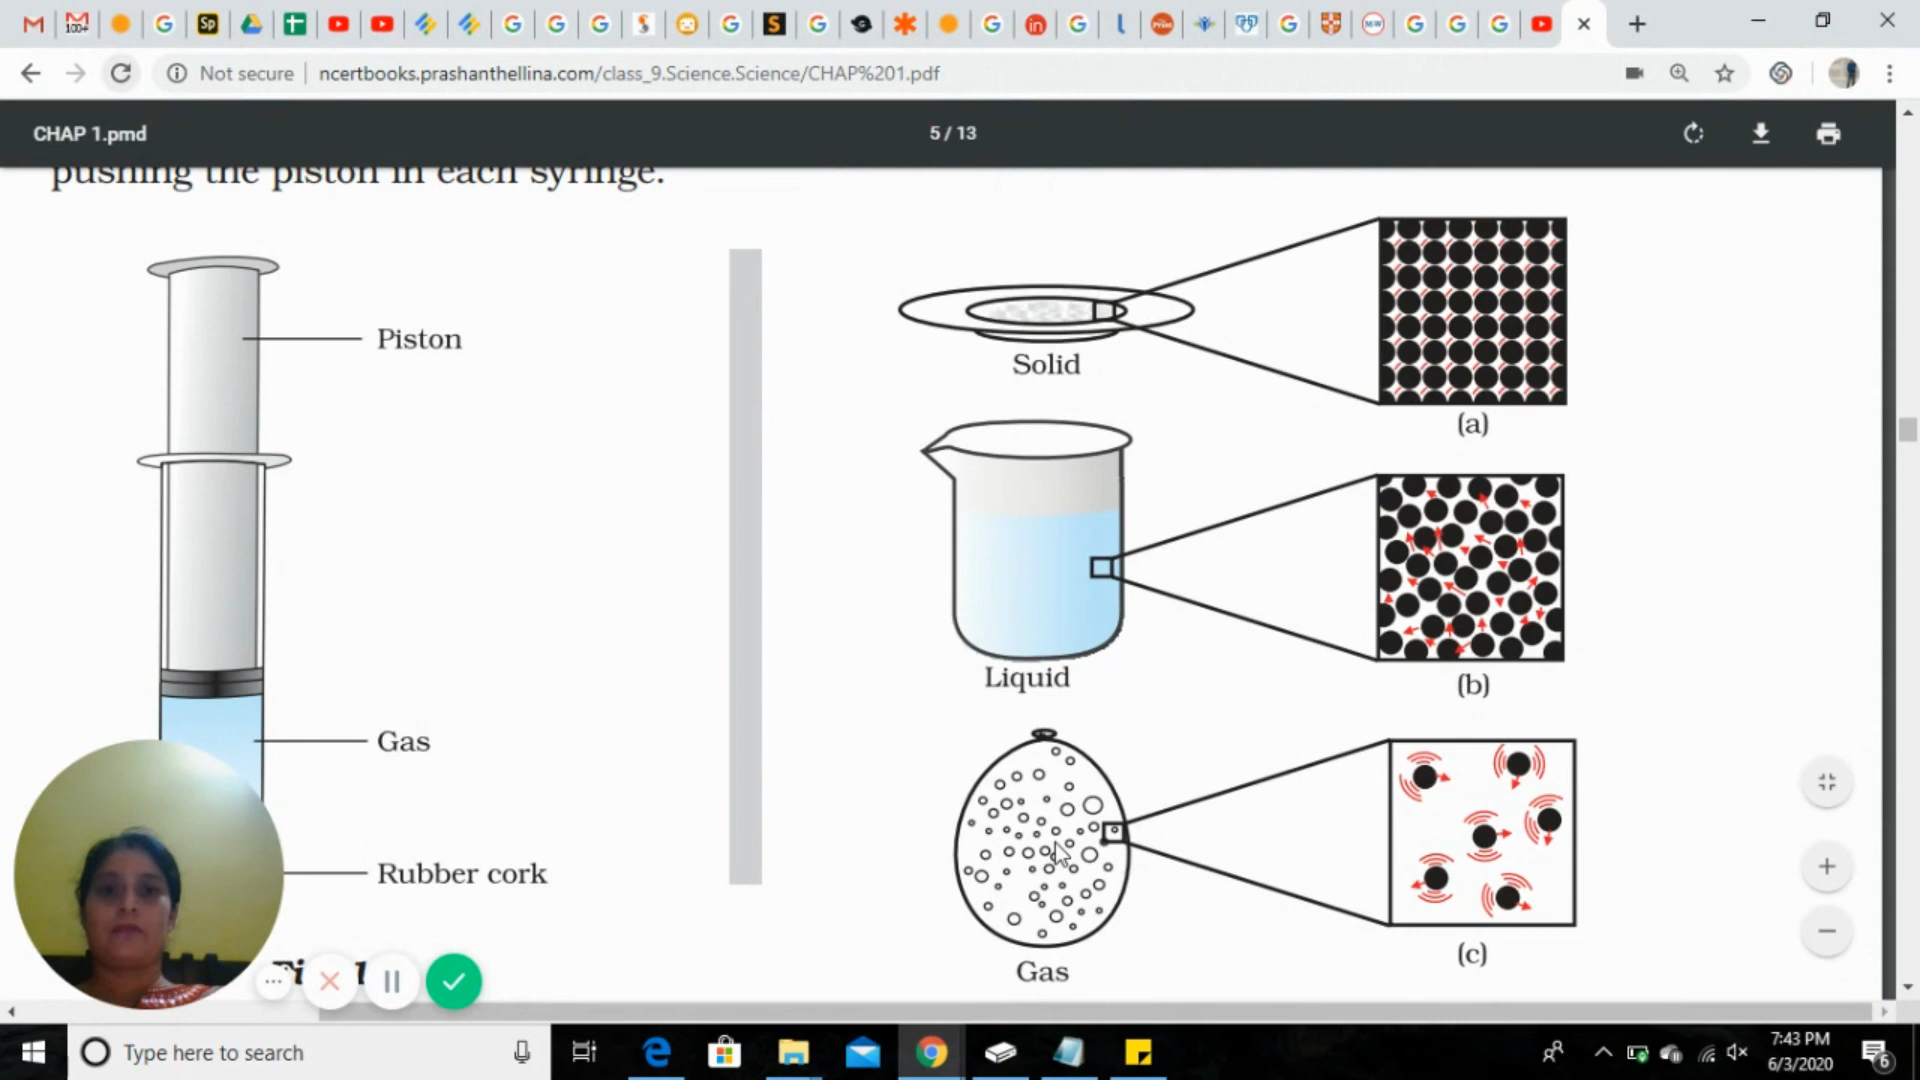 Not secure
ncertbooks.prashanthellina.com/class_9.Science.Science/CHAP%201.pdf
CHAP 1.pmd
5 / 13
pushing the piston in each syringe.
Piston
Gas
Rubber cork
Solid
(a)
Liquid
(b)
Gas
(c)
Type here to search
7:43 PM
6/3/2020
6